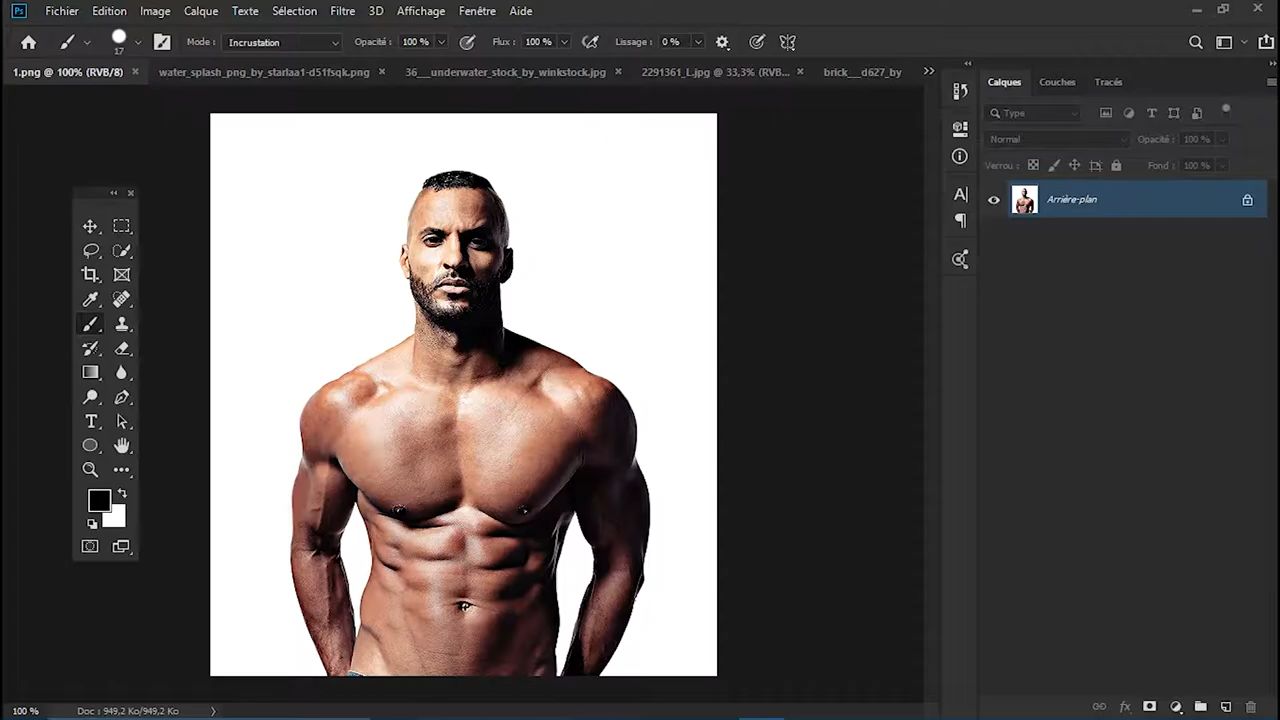 Ps Fichier Edition Image Calque Texte Sélection Filtre 3D Affichage Fenêtre Aide
17 Mode : Incrustation Opacité : 100 % Flux : 100 % Lissage : 0 %
1.png @ 100% (RVB/8) × water_splash_png_by_starlaa1-d51fsqk.png × 36__underwater_stock_by_winkstock.jpg × 2291361_L.jpg @ 33,3% (RVB... × brick__d627_by
Calques Couches Tracés
Type
Normal Opacité : 100 %
Verrou : Fond : 100 %
Arrière-plan
100 % Doc : 949,2 Ko/949,2 Ko